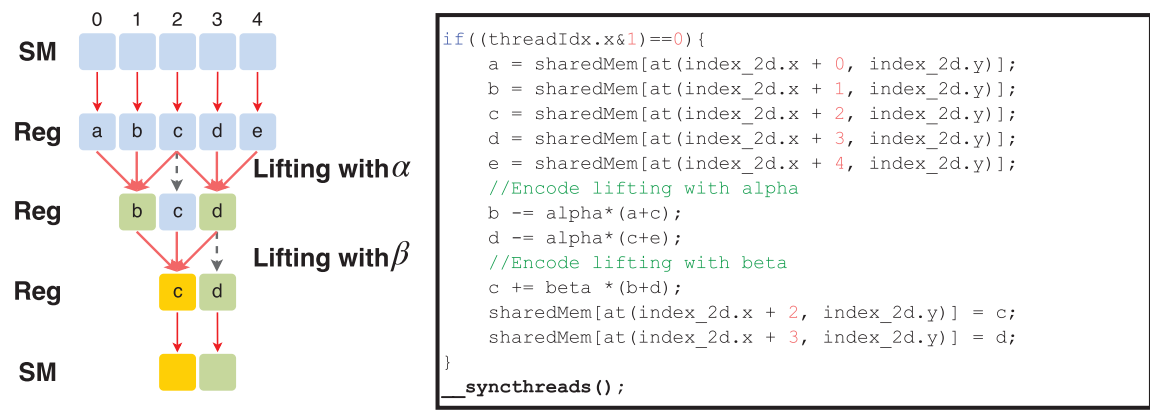 0 1 2 3 4
SM
Reg a b c d e
Lifting with α
Reg b c d
Lifting with β
Reg c d
SM
if((threadIdx.x&1)==0){
    a = sharedMem[at(index_2d.x + 0, index_2d.y)];
    b = sharedMem[at(index_2d.x + 1, index_2d.y)];
    c = sharedMem[at(index_2d.x + 2, index_2d.y)];
    d = sharedMem[at(index_2d.x + 3, index_2d.y)];
    e = sharedMem[at(index_2d.x + 4, index_2d.y)];
    //Encode lifting with alpha
    b -= alpha*(a+c);
    d -= alpha*(c+e);
    //Encode lifting with beta
    c += beta *(b+d);
    sharedMem[at(index_2d.x + 2, index_2d.y)] = c;
    sharedMem[at(index_2d.x + 3, index_2d.y)] = d;
}
__syncthreads();